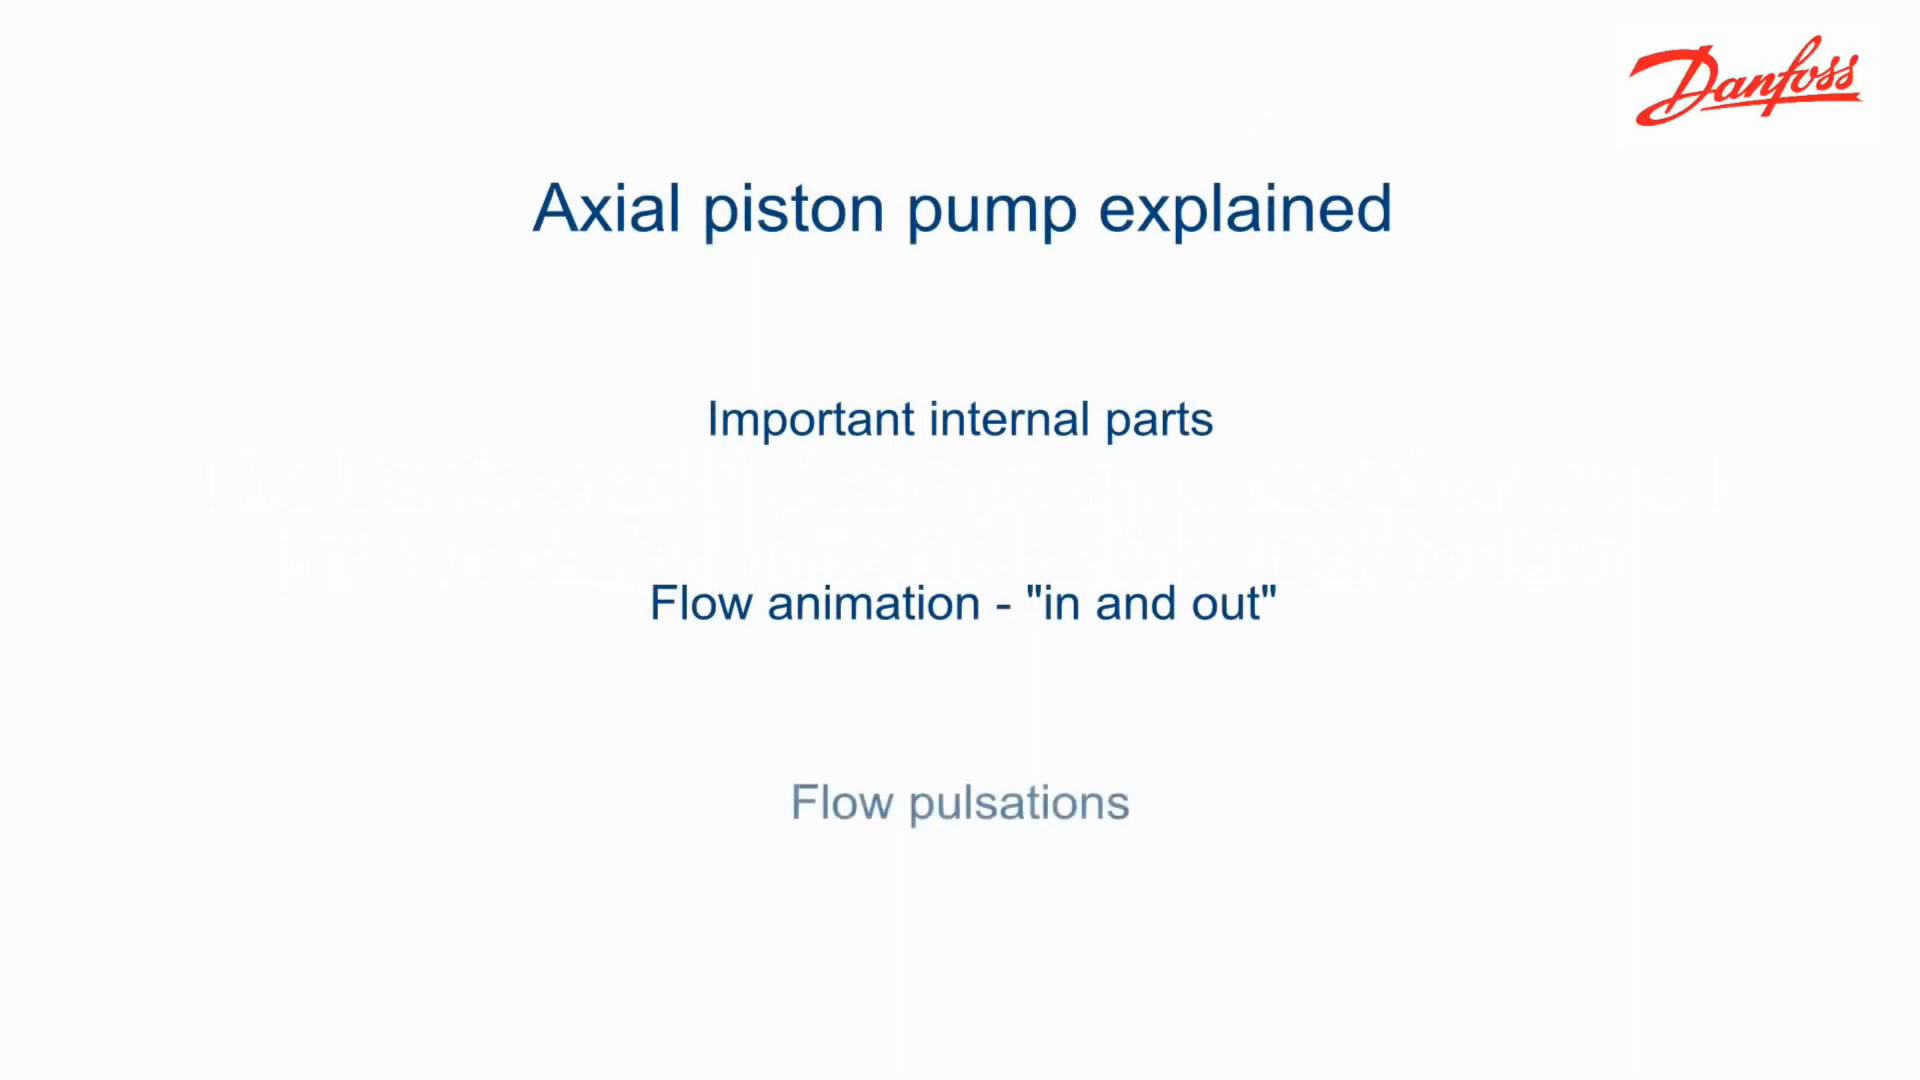 Danfoss
Axial piston pump explained
Important internal parts
Flow animation - "in and out"
Flow pulsations